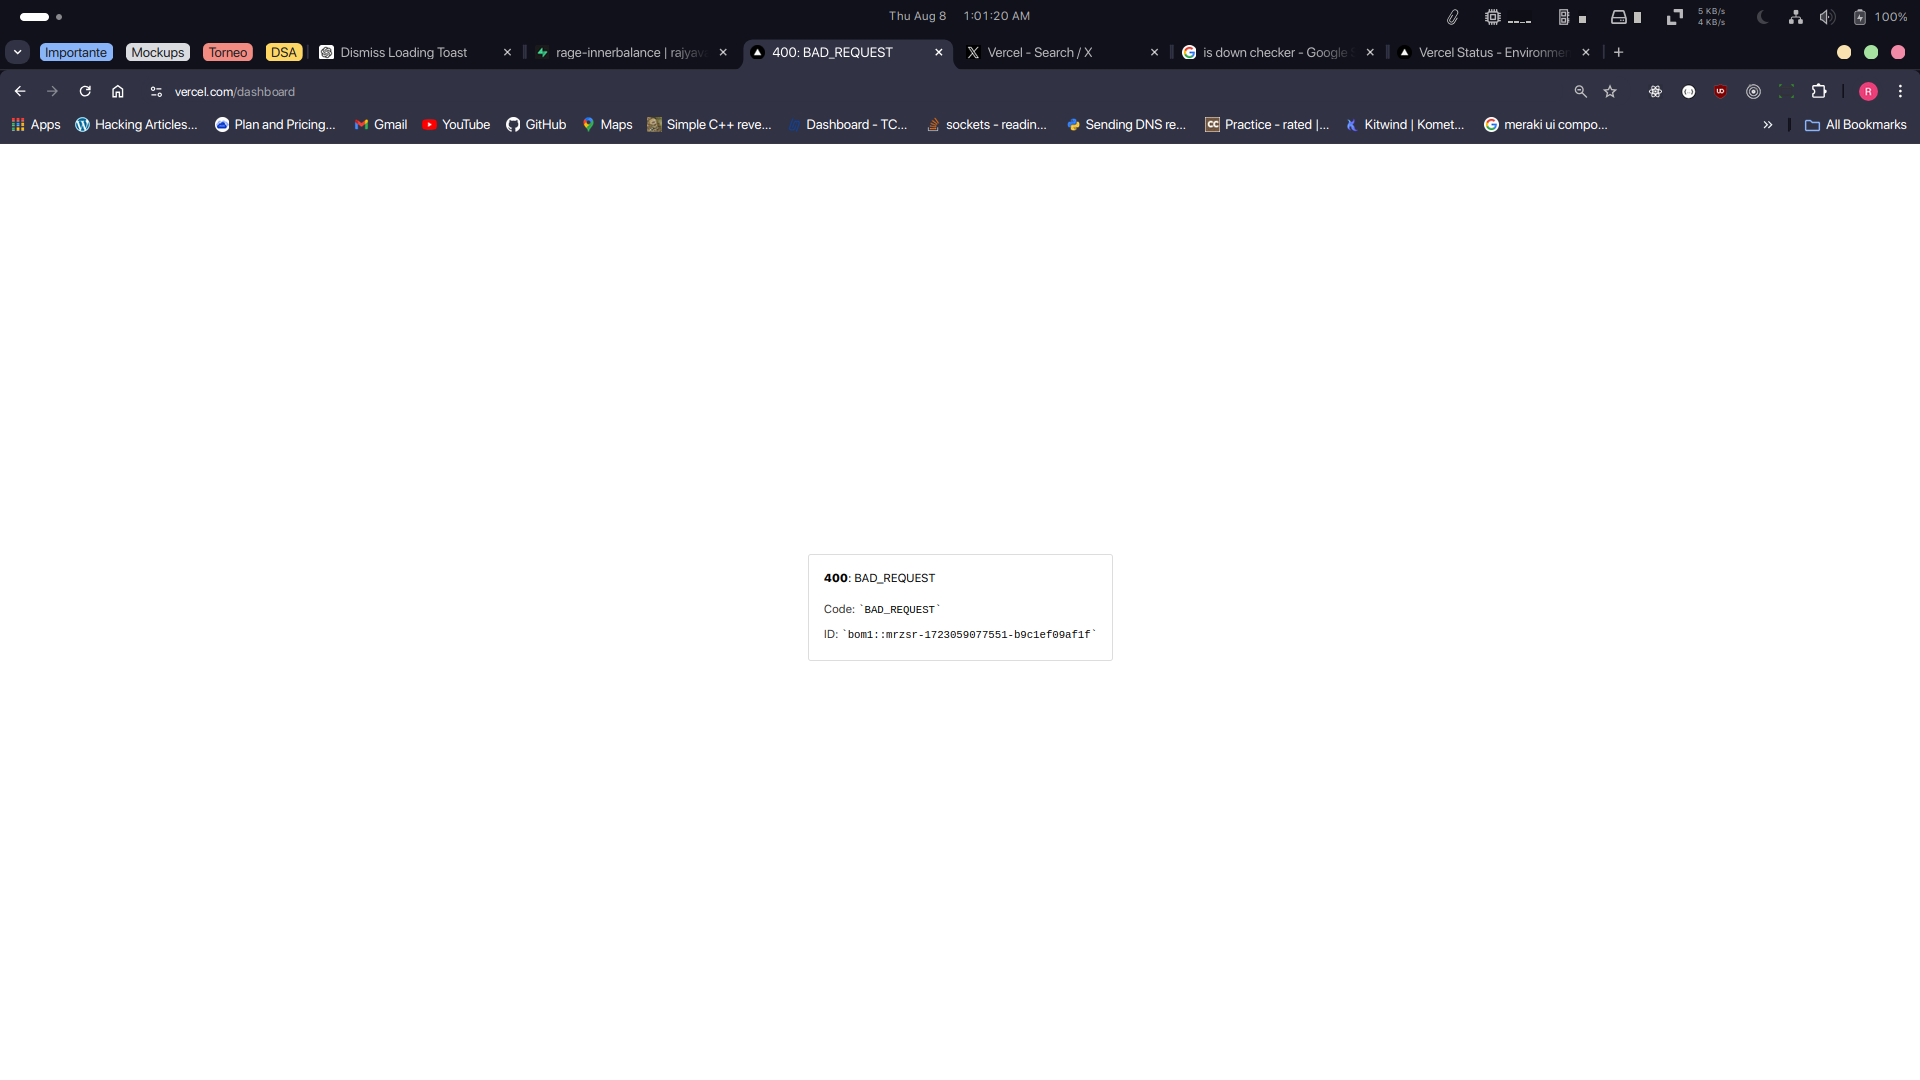 Thu Aug 8 1:01:20 AM
5 KB/s
4 KB/s
100%
Importante Mockups Torneo DSA Dismiss Loading Toast rage-innerbalance | rajyav 400: BAD_REQUEST Vercel - Search / X is down checker - Google Vercel Status - Environme
vercel.com/dashboard
R
Apps Hacking Articles... Plan and Pricing... Gmail YouTube GitHub Maps Simple C++ reve... Dashboard - TC... sockets - readin... Sending DNS re... Practice - rated |... Kitwind | Komet... meraki ui compo... » All Bookmarks
400: BAD_REQUEST
Code: `BAD_REQUEST`
ID: `bom1::mrzsr-1723059077551-b9c1ef09af1f`